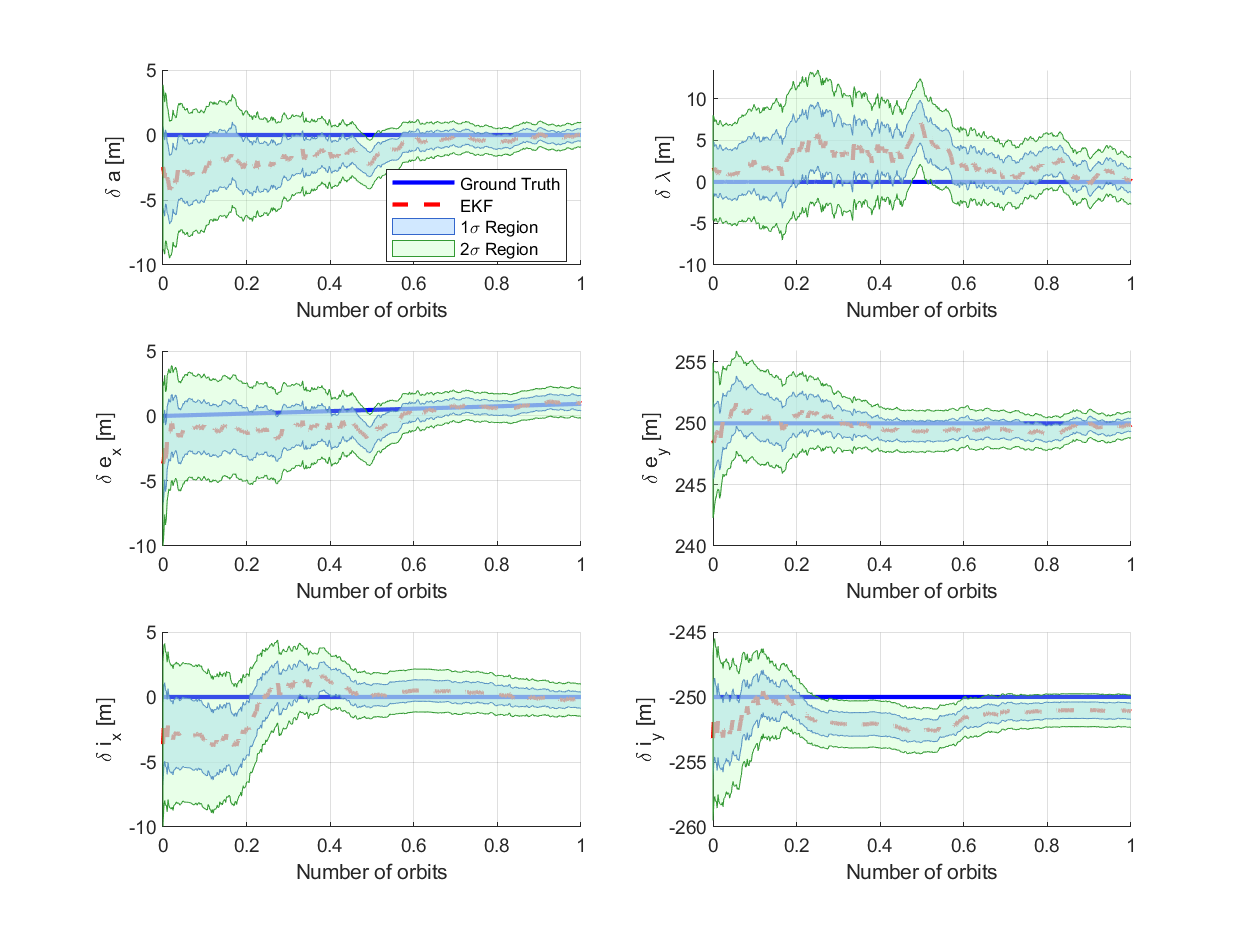 5
0
-5
-10
δ a [m]
0 0.2 0.4 0.6 0.8 1
Number of orbits
Ground Truth
EKF
1σ Region
2σ Region
10
5
0
-5
-10
δ λ [m]
0 0.2 0.4 0.6 0.8 1
Number of orbits
5
0
-5
-10
δ e_x [m]
0 0.2 0.4 0.6 0.8 1
Number of orbits
255
250
245
240
δ e_y [m]
0 0.2 0.4 0.6 0.8 1
Number of orbits
5
0
-5
-10
δ i_x [m]
0 0.2 0.4 0.6 0.8 1
Number of orbits
-245
-250
-255
-260
δ i_y [m]
0 0.2 0.4 0.6 0.8 1
Number of orbits